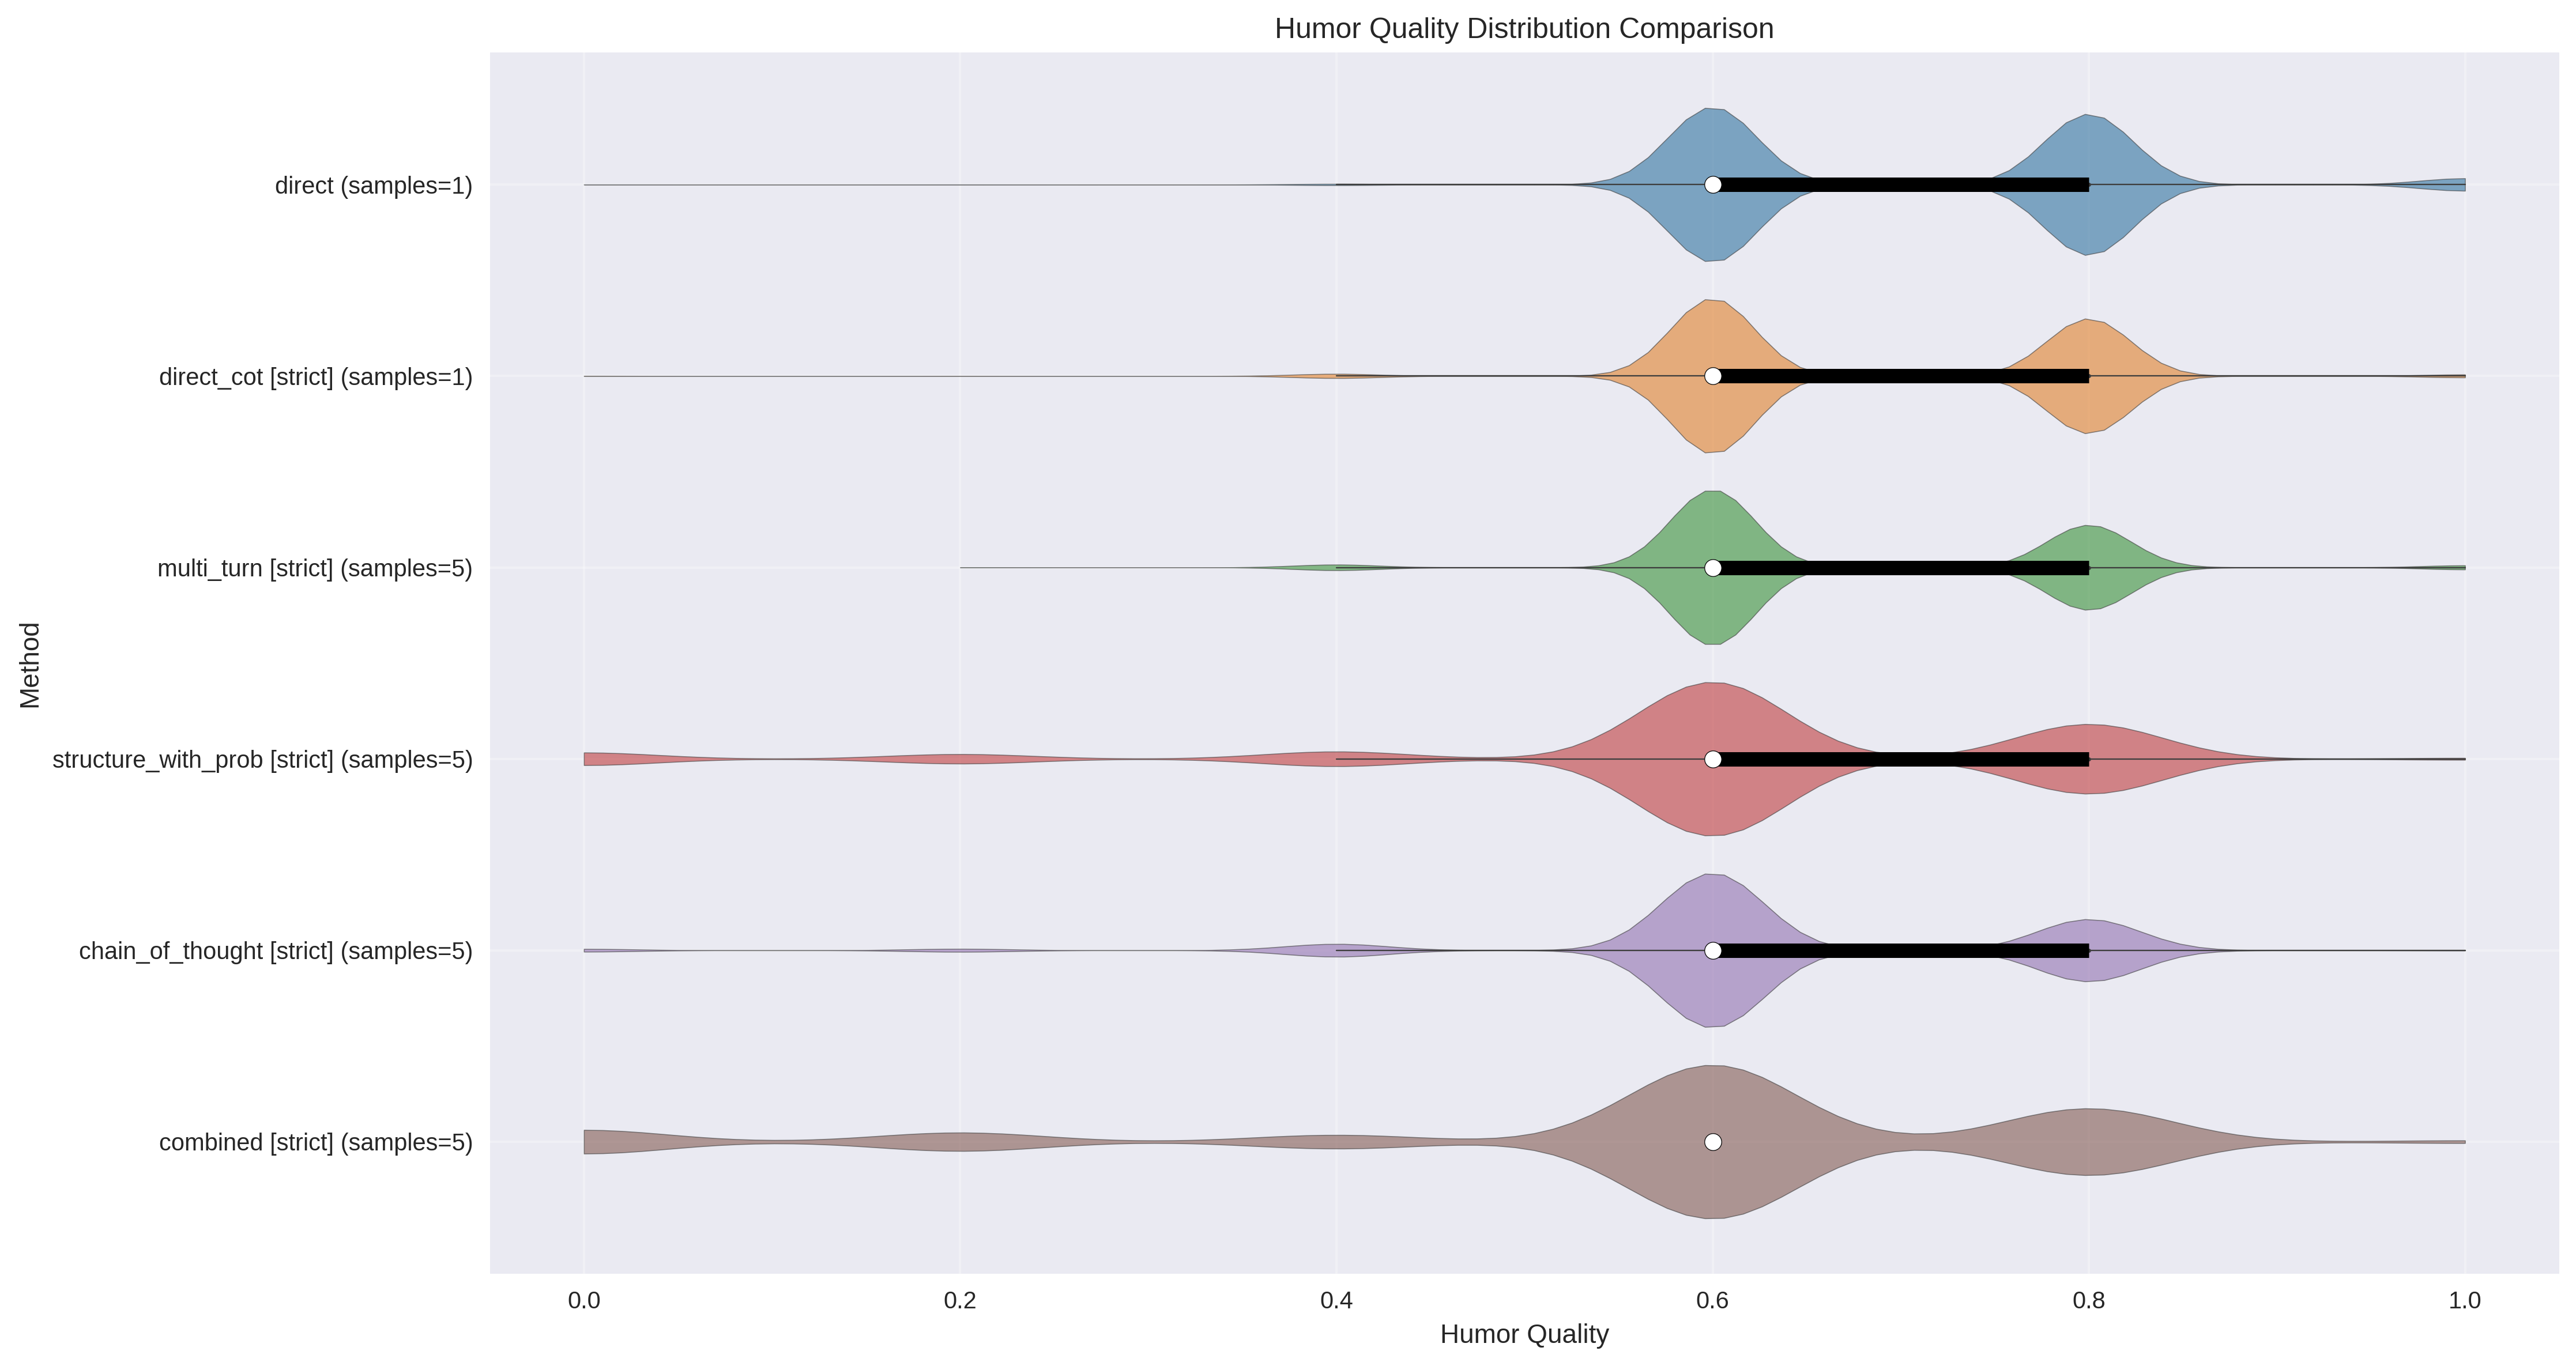 Humor Quality Distribution Comparison
direct (samples=1)
direct_cot [strict] (samples=1)
multi_turn [strict] (samples=5)
structure_with_prob [strict] (samples=5)
chain_of_thought [strict] (samples=5)
combined [strict] (samples=5)
Method
0.0 0.2 0.4 0.6 0.8 1.0
Humor Quality